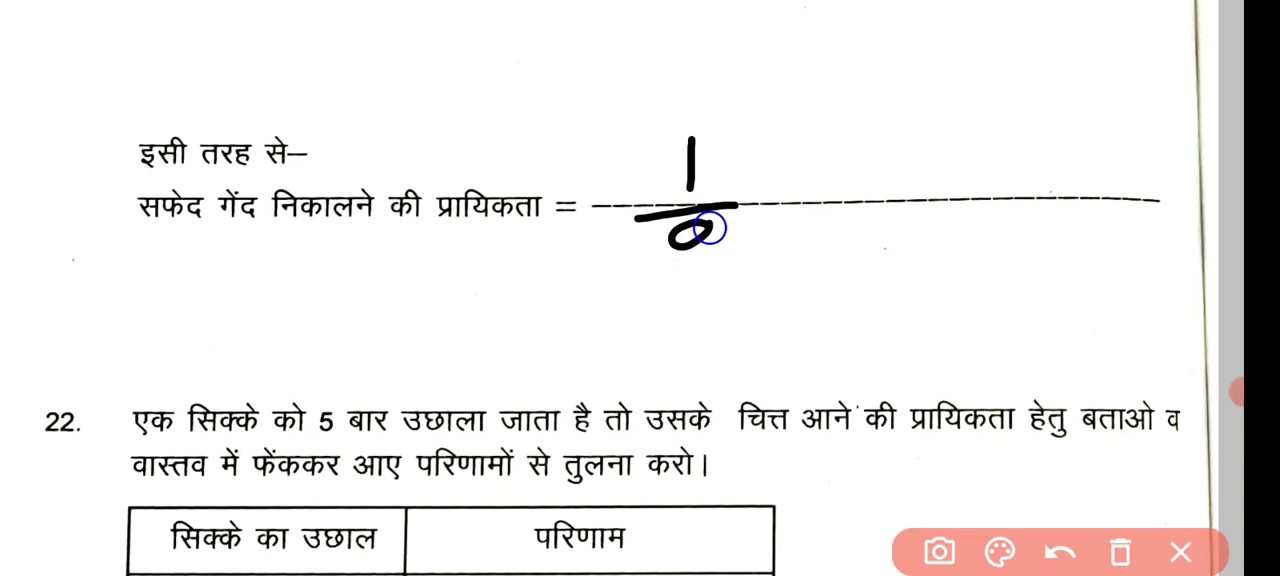 इसी तरह से–
सफेद गेंद निकालने की प्रायिकता =
1
22. एक सिक्के को 5 बार उछाला जाता है तो उसके चित्त आने की प्रायिकता हेतु बताओ व
वास्तव में फेंककर आए परिणामों से तुलना करो।
सिक्के का उछाल परिणाम